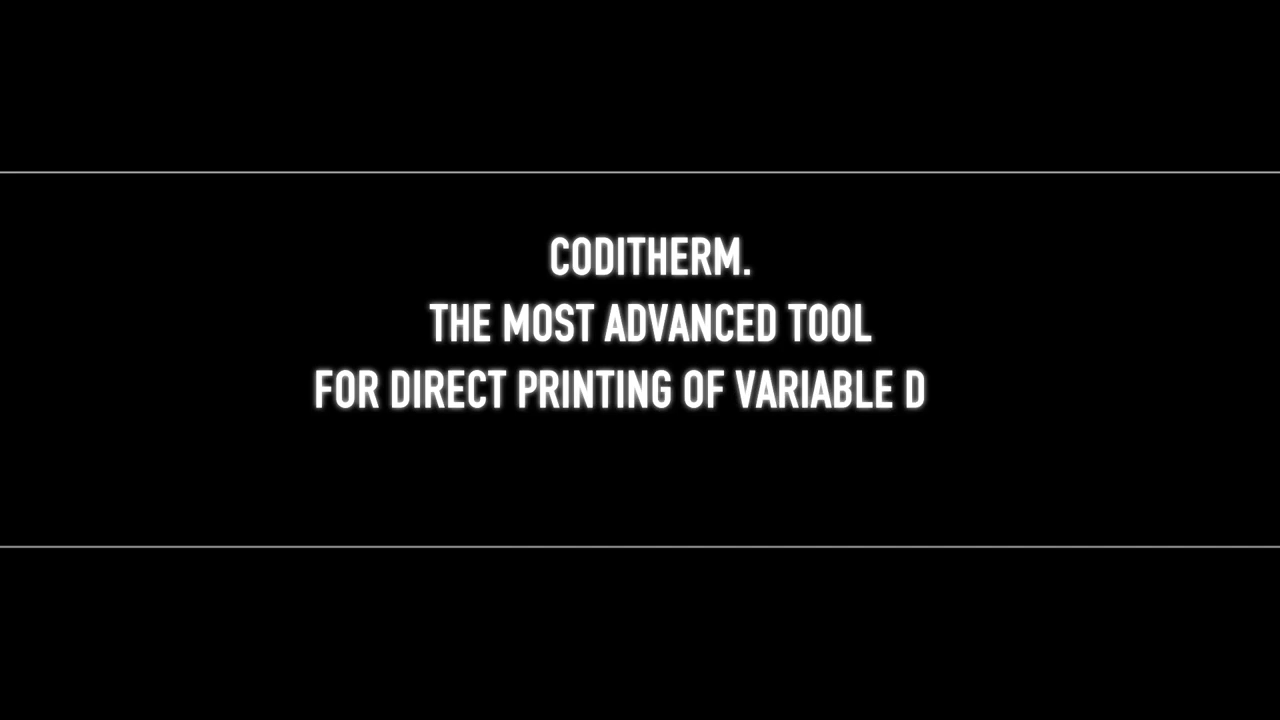 CODITHERM.
THE MOST ADVANCED TOOL
FOR DIRECT PRINTING OF VARIABLE D